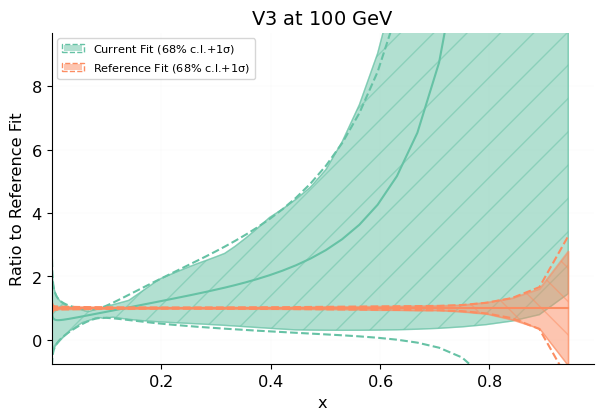 V3 at 100 GeV
Current Fit (68% c.l.+1σ)
Reference Fit (68% c.l.+1σ)
Ratio to Reference Fit
8
6
4
2
0
0.2 0.4 0.6 0.8
x